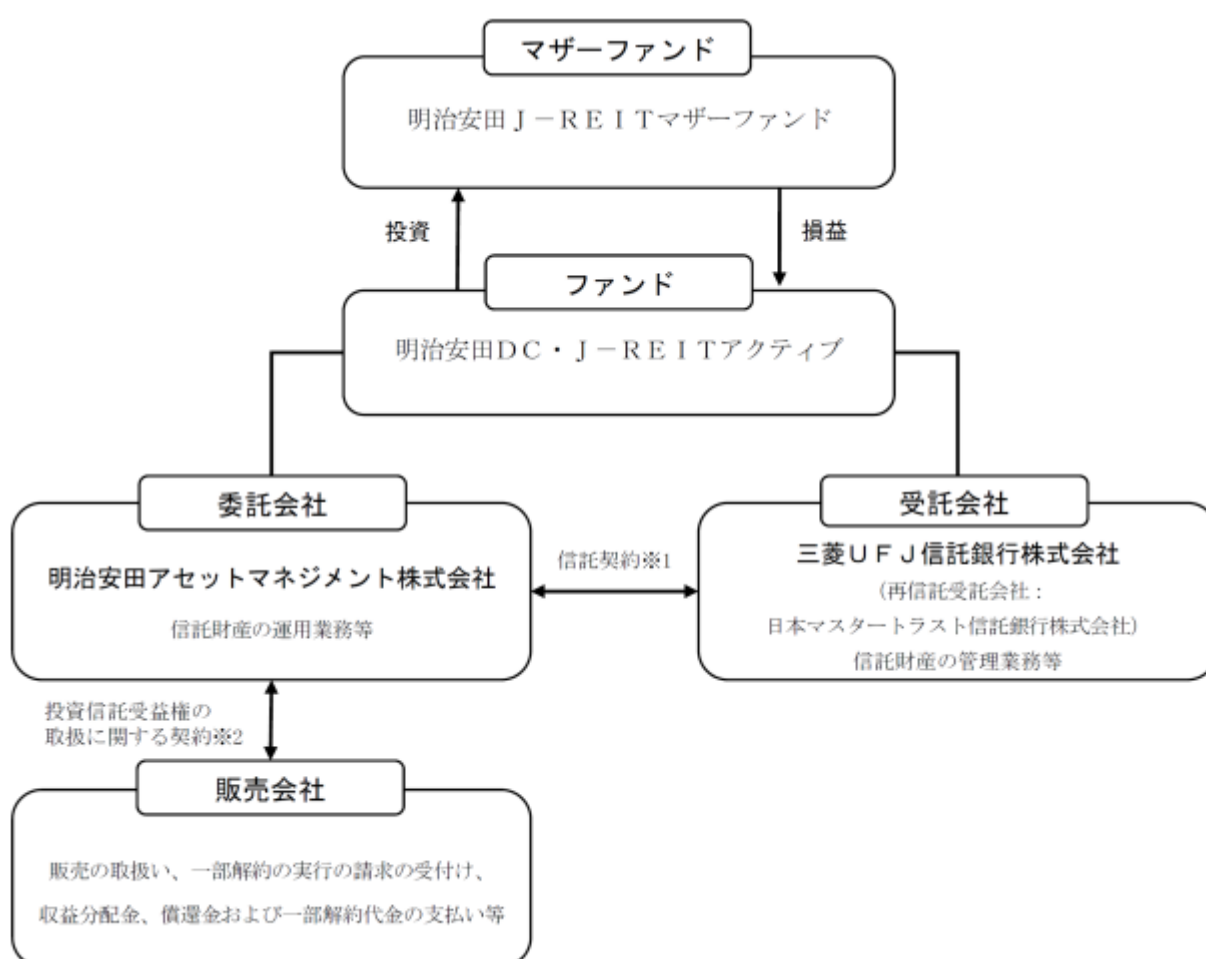 マザーファンド
明治安田Ｊ－ＲＥＩＴマザーファンド
投資
損益
ファンド
明治安田ＤＣ・Ｊ－ＲＥＩＴアクティブ
委託会社
明治安田アセットマネジメント株式会社
信託財産の運用業務等
信託契約※1
受託会社
三菱ＵＦＪ信託銀行株式会社
（再信託受託会社：
日本マスタートラスト信託銀行株式会社）
信託財産の管理業務等
投資信託受益権の
取扱に関する契約※2
販売会社
販売の取扱い、一部解約の実行の請求の受付け、
収益分配金、償還金および一部解約代金の支払い等